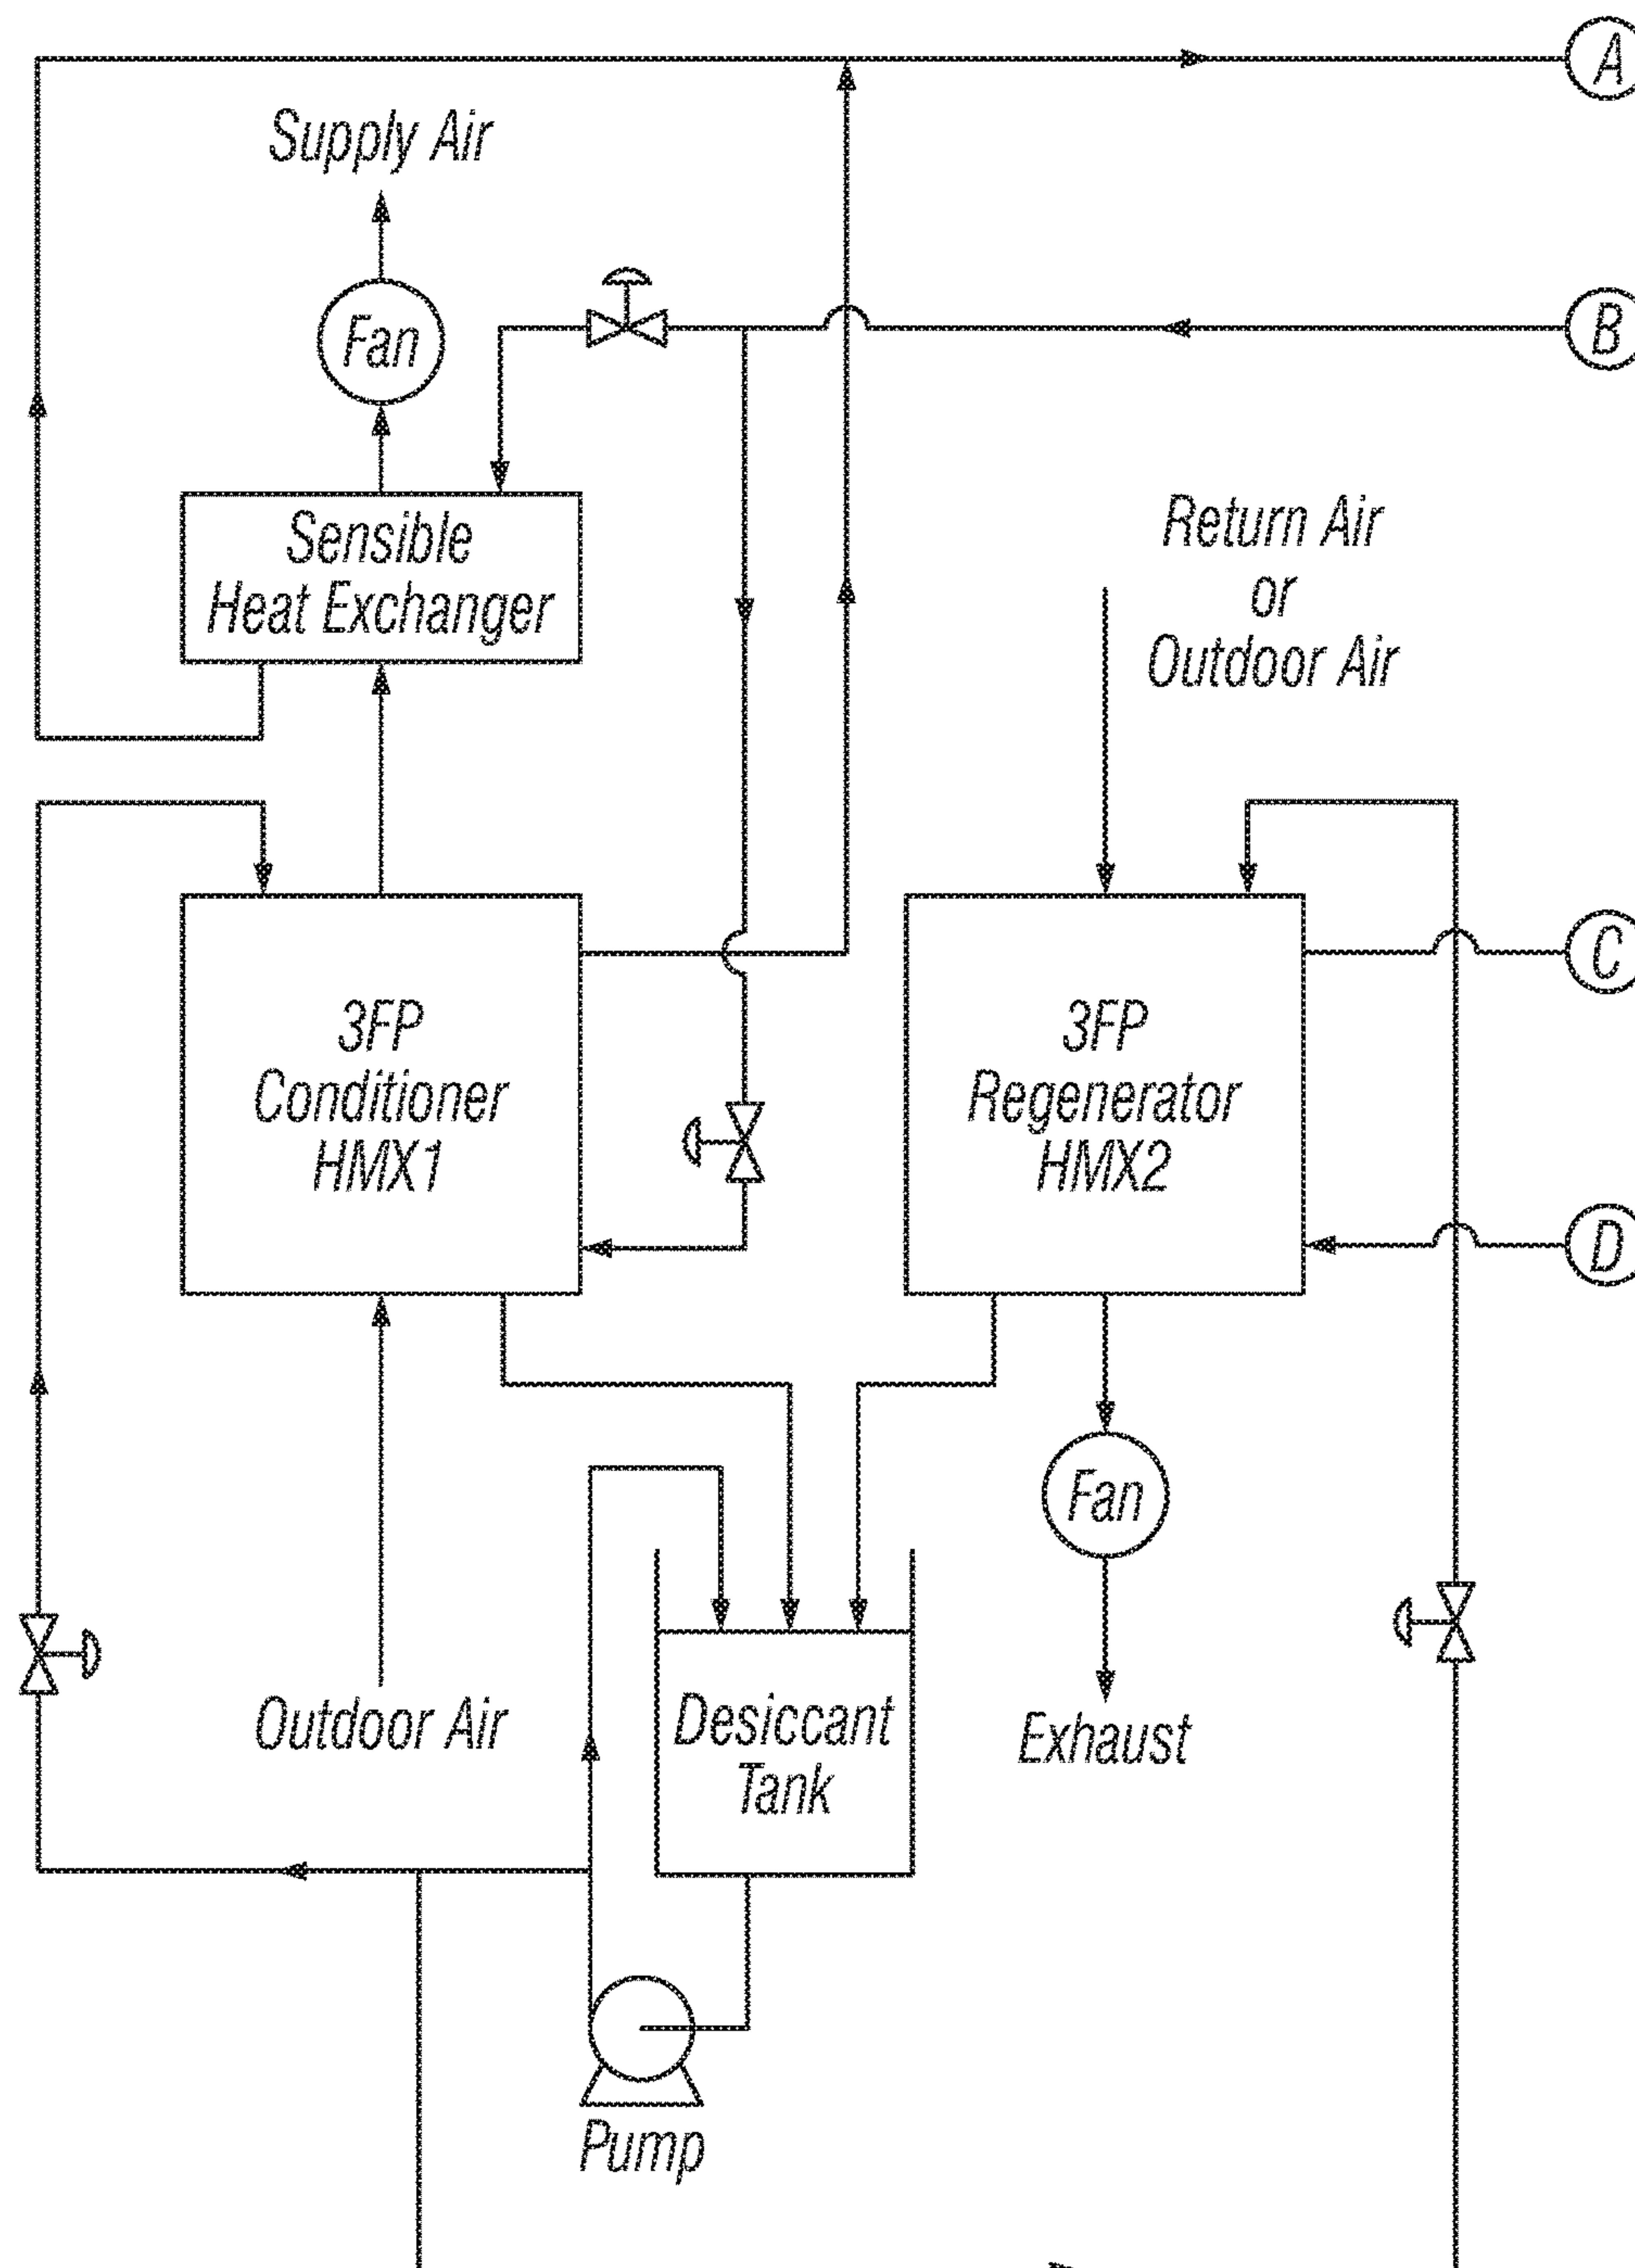 A
Supply Air
Fan
B
Sensible
Heat Exchanger
Return Air
or
Outdoor Air
C
3FP
Conditioner
HMX1
3FP
Regenerator
HMX2
D
Fan
Outdoor Air
Desiccant
Tank
Exhaust
Pump